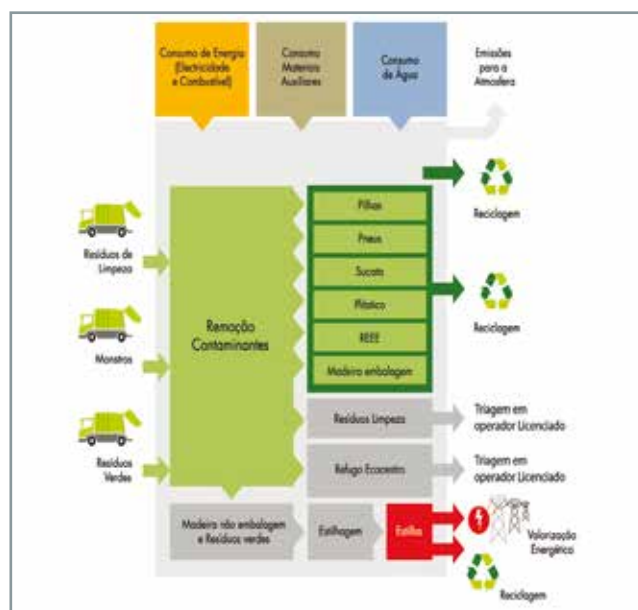 Consumo de Energia
(Electricidade
e Combustível)
Consumo
Materiais
Auxiliares
Consumo
de Água
Emissões
para a
Atmosfera
Resíduos de
Limpeza
Monstros
Resíduos
Verdes
Remoção
Contaminantes
Pilhas
Pneus
Sucata
Plástico
REEE
Madeira embalagem
Resíduos Limpeza
Refugo Ecocentro
Reciclagem
Reciclagem
Triagem em
operador Licenciado
Triagem em
operador Licenciado
Madeira não embalagem
e Resíduos verdes
Estilhagem
Estilha
Valorização
Energética
Reciclagem